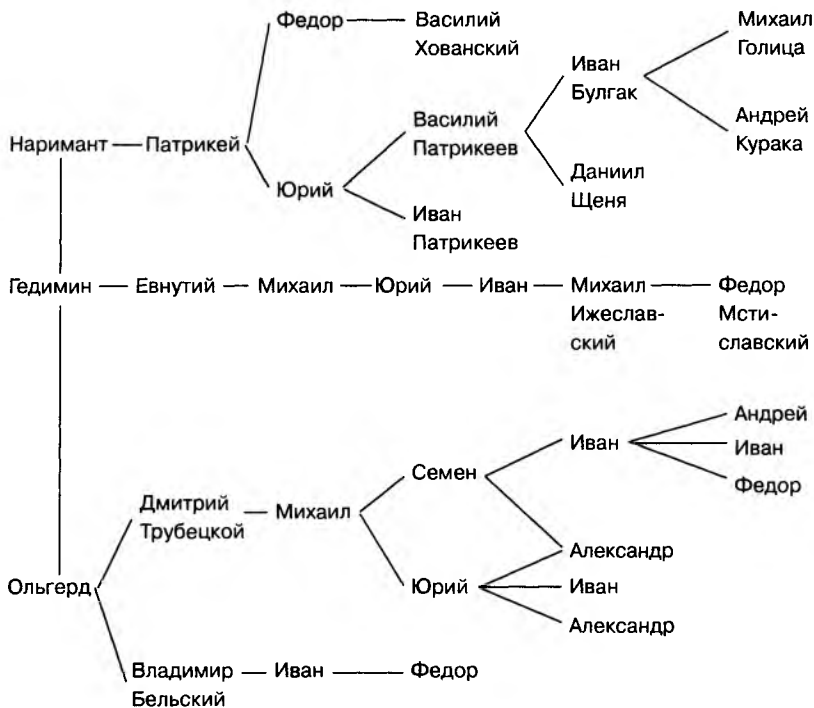 Федор
Василий
Хованский
Михаил
Голица
Иван
Булгак
Василий
Патрикеев
Андрей
Курака
Наримант
Патрикей
Юрий
Даниил
Щеня
Иван
Патрикеев
Гедимин
Евнутий
Михаил
Юрий
Иван
Михаил
Ижеслав-
ский
Федор
Мсти-
славский
Андрей
Иван
Федор
Иван
Семен
Дмитрий
Трубецкой
Михаил
Александр
Ольгерд
Юрий
Иван
Александр
Владимир
Бельский
Иван
Федор